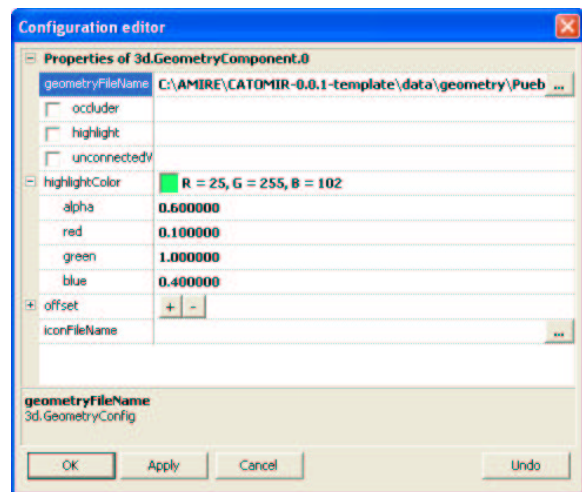 Configuration editor
Properties of 3d.GeometryComponent.0
geometryFileName C:\AMIRE\CATOMIR-0.0.1-template\data\geometry\Pueb ...
occluder
highlight
unconnectedV
highlightColor R = 25, G = 255, B = 102
alpha 0.600000
red 0.100000
green 1.000000
blue 0.400000
offset + -
iconFileName ...
geometryFileName
3d.GeometryConfig
OK Apply Cancel Undo